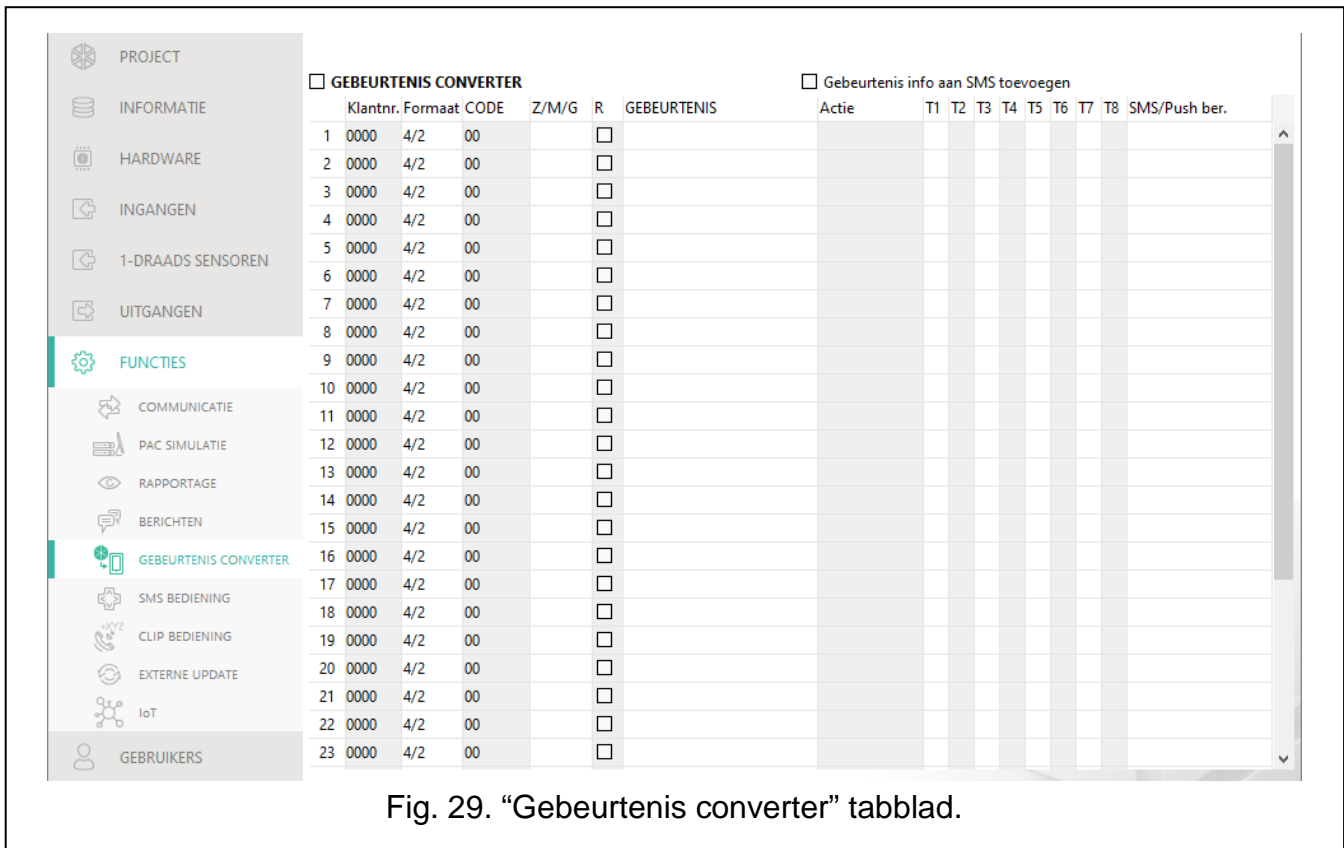 PROJECT
INFORMATIE
HARDWARE
INGANGEN
1-DRAADS SENSOREN
UITGANGEN
FUNCTIES
COMMUNICATIE
PAC SIMULATIE
RAPPORTAGE
BERICHTEN
GEBEURTENIS CONVERTER
SMS BEDIENING
+XYZ
CLIP BEDIENING
EXTERNE UPDATE
IoT
GEBRUIKERS
GEBEURTENIS CONVERTER Gebeurtenis info aan SMS toevoegen
Klantnr. Formaat CODE Z/M/G R GEBEURTENIS Actie T1 T2 T3 T4 T5 T6 T7 T8 SMS/Push ber.
1 0000 4/2 00
2 0000 4/2 00
3 0000 4/2 00
4 0000 4/2 00
5 0000 4/2 00
6 0000 4/2 00
7 0000 4/2 00
8 0000 4/2 00
9 0000 4/2 00
10 0000 4/2 00
11 0000 4/2 00
12 0000 4/2 00
13 0000 4/2 00
14 0000 4/2 00
15 0000 4/2 00
16 0000 4/2 00
17 0000 4/2 00
18 0000 4/2 00
19 0000 4/2 00
20 0000 4/2 00
21 0000 4/2 00
22 0000 4/2 00
23 0000 4/2 00
Fig. 29. “Gebeurtenis converter” tabblad.